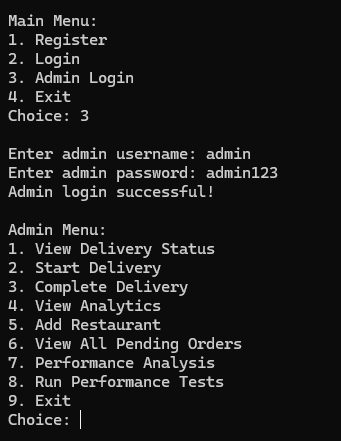 Main Menu:
1. Register
2. Login
3. Admin Login
4. Exit
Choice: 3
Enter admin username: admin
Enter admin password: admin123
Admin login successful!
Admin Menu:
1. View Delivery Status
2. Start Delivery
3. Complete Delivery
4. View Analytics
5. Add Restaurant
6. View All Pending Orders
7. Performance Analysis
8. Run Performance Tests
9. Exit
Choice: